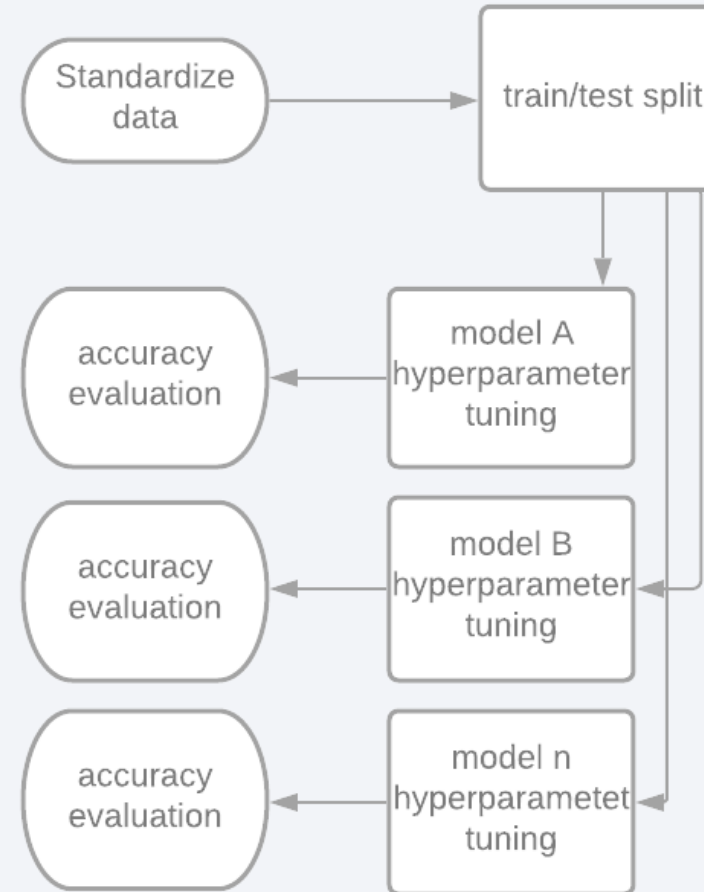 Standardize
data
train/test split
accuracy
evaluation
model A
hyperparameter
tuning
accuracy
evaluation
model B
hyperparameter
tuning
accuracy
evaluation
model n
hyperparametet
tuning